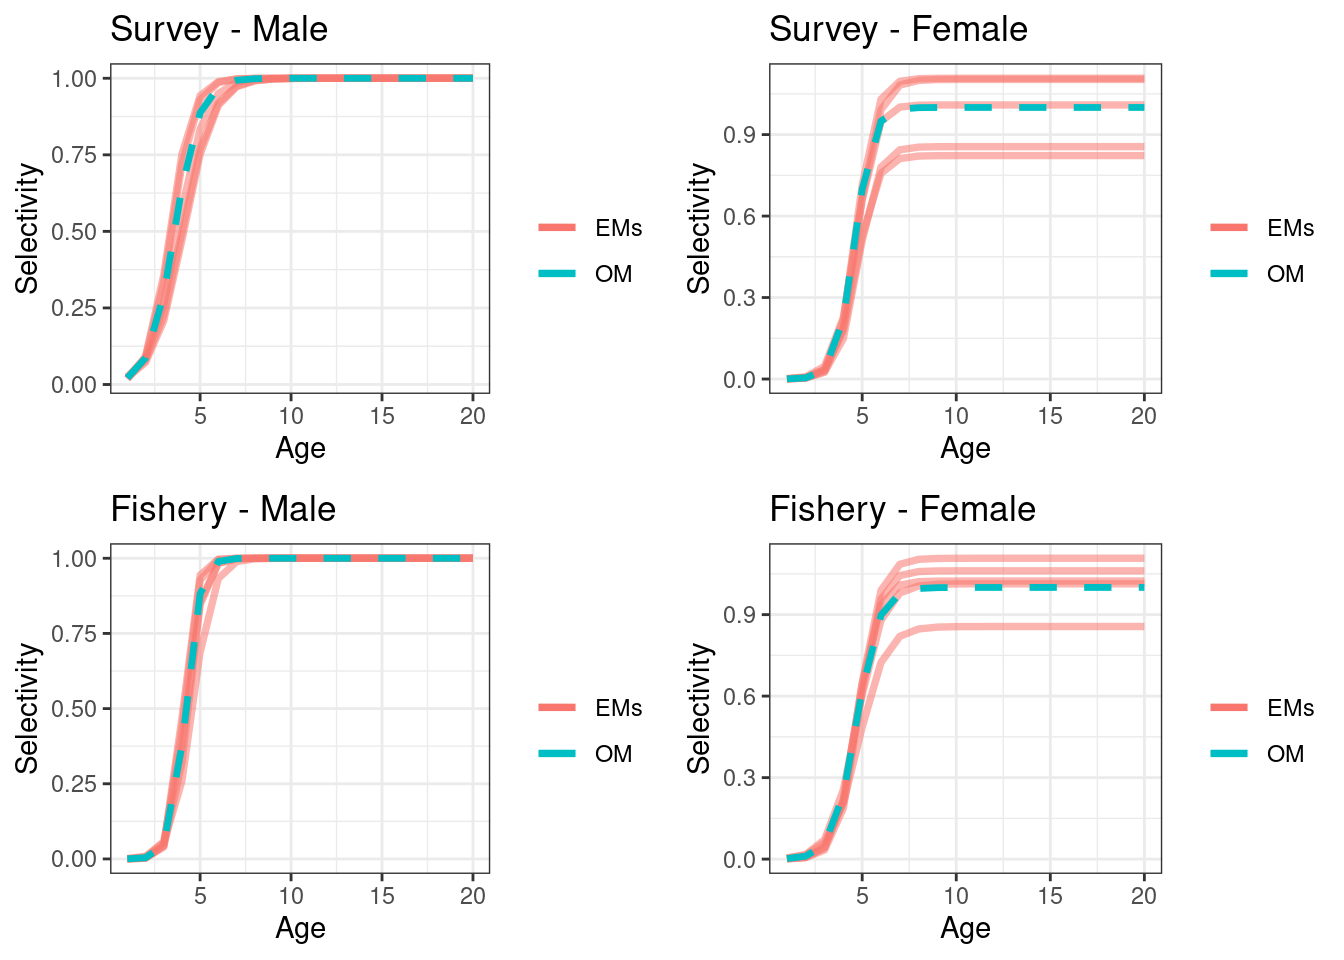 Survey - Male
Selectivity
1.00
0.75
0.50
0.25
0.00
5 10 15 20
Age
EMs
OM
Survey - Female
Selectivity
0.9
0.6
0.3
0.0
5 10 15 20
Age
EMs
OM
Fishery - Male
Selectivity
1.00
0.75
0.50
0.25
0.00
5 10 15 20
Age
EMs
OM
Fishery - Female
Selectivity
0.9
0.6
0.3
0.0
5 10 15 20
Age
EMs
OM